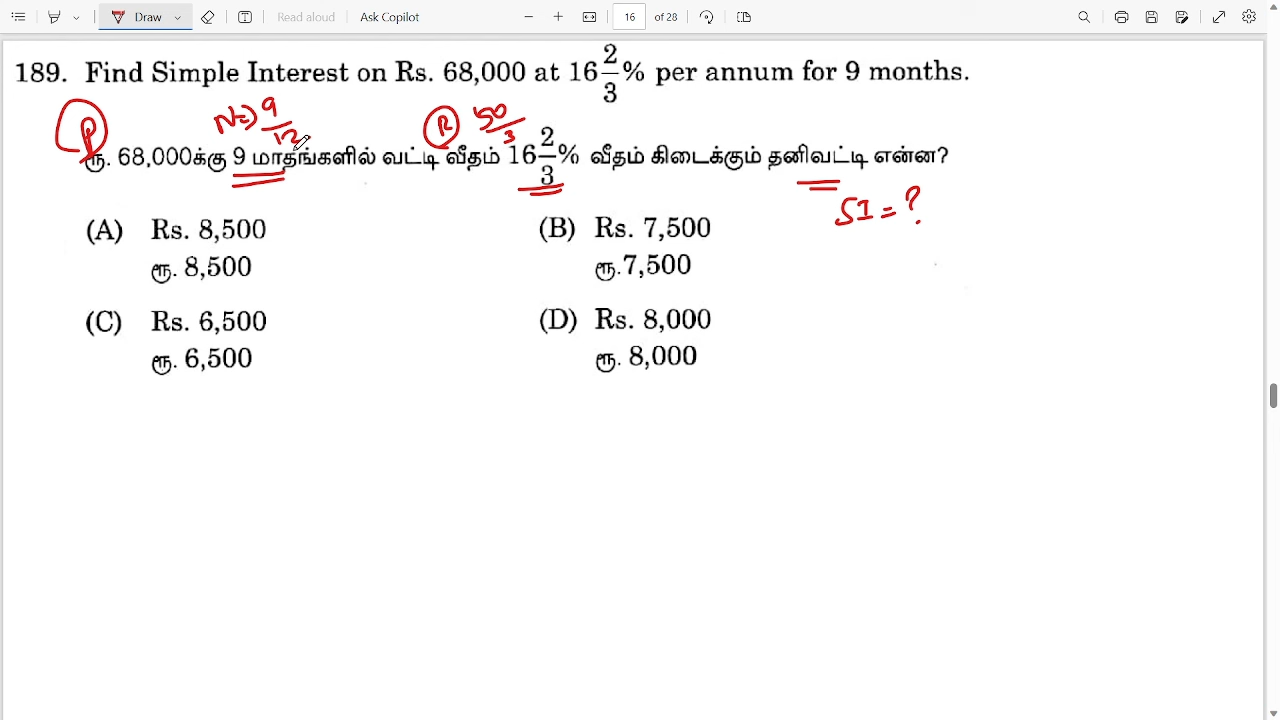 Draw
Read aloud
Ask Copilot
16 of 28
189. Find Simple Interest on Rs. 68,000 at 16 2/3% per annum for 9 months.
P N=) 9/12 R 50/3
ரூ. 68,000க்கு 9 மாதங்களில் வட்டி வீதம் 16 2/3% வீதம் கிடைக்கும் தனிவட்டி என்ன?
SI = ?
(A) Rs. 8,500 (B) Rs. 7,500
ரூ. 8,500 ரூ.7,500
(C) Rs. 6,500 (D) Rs. 8,000
ரூ. 6,500 ரூ. 8,000